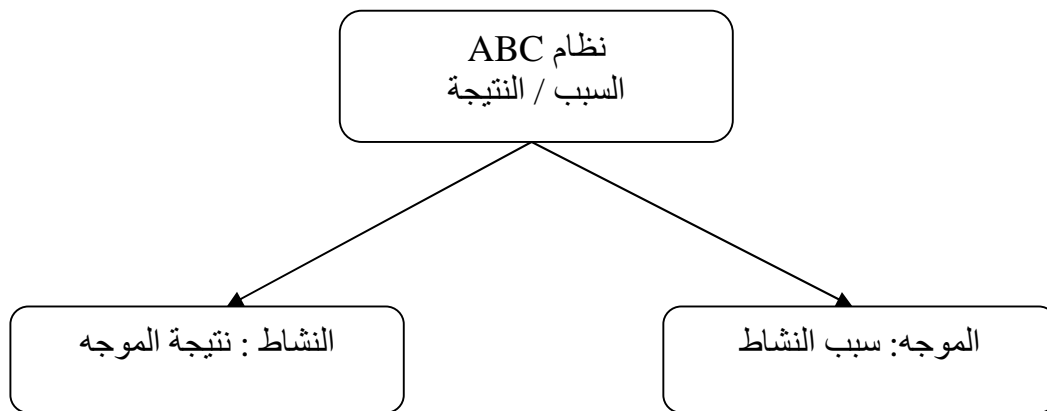 نظام ABC
السبب / النتيجة
الموجه: سبب النشاط
النشاط : نتيجة الموجه